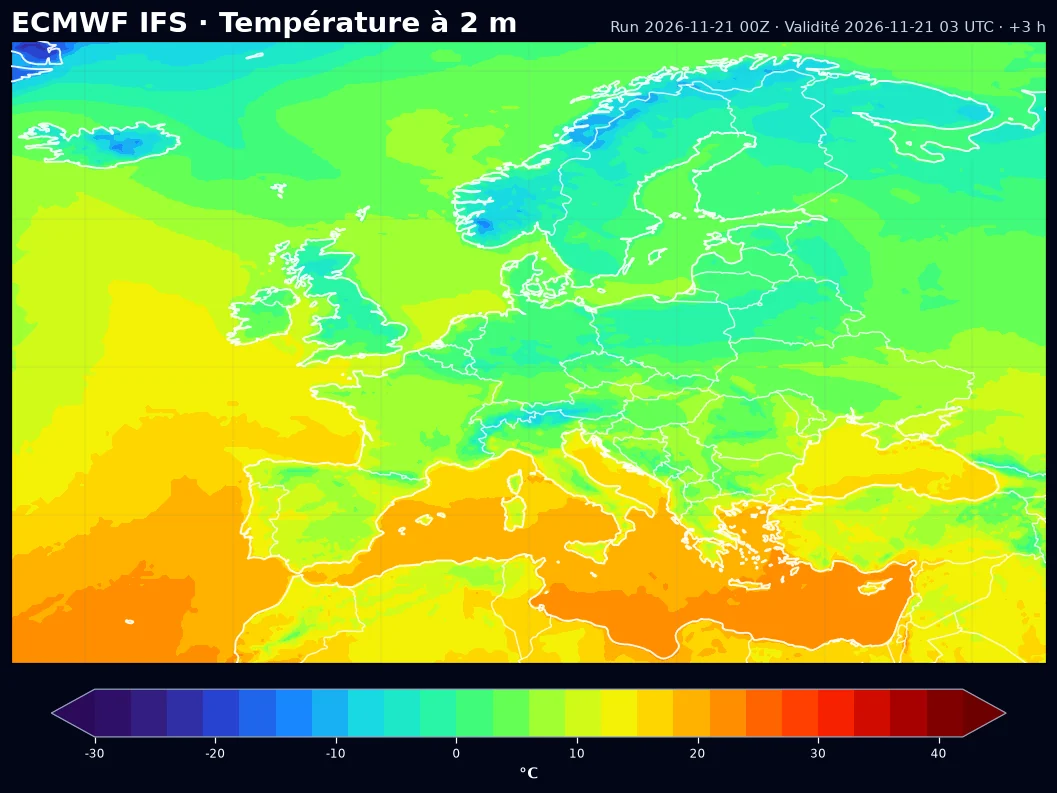 ECMWF IFS · Température à 2 m
Run 2026-11-21 00Z · Validité 2026-11-21 03 UTC · +3 h
-30 -20 -10 0 10 20 30 40
°C